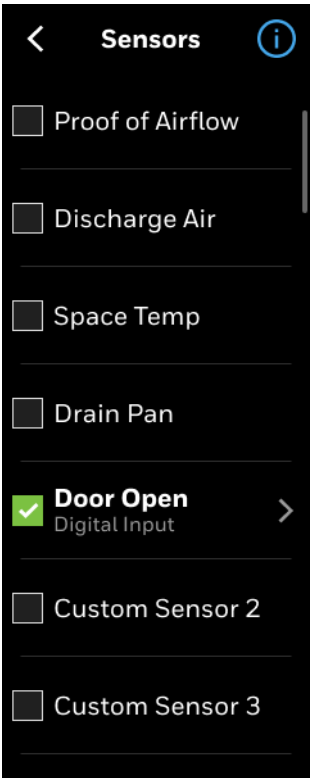 Sensors
Proof of Airflow
Discharge Air
Space Temp
Drain Pan
Door Open
Digital Input
Custom Sensor 2
Custom Sensor 3